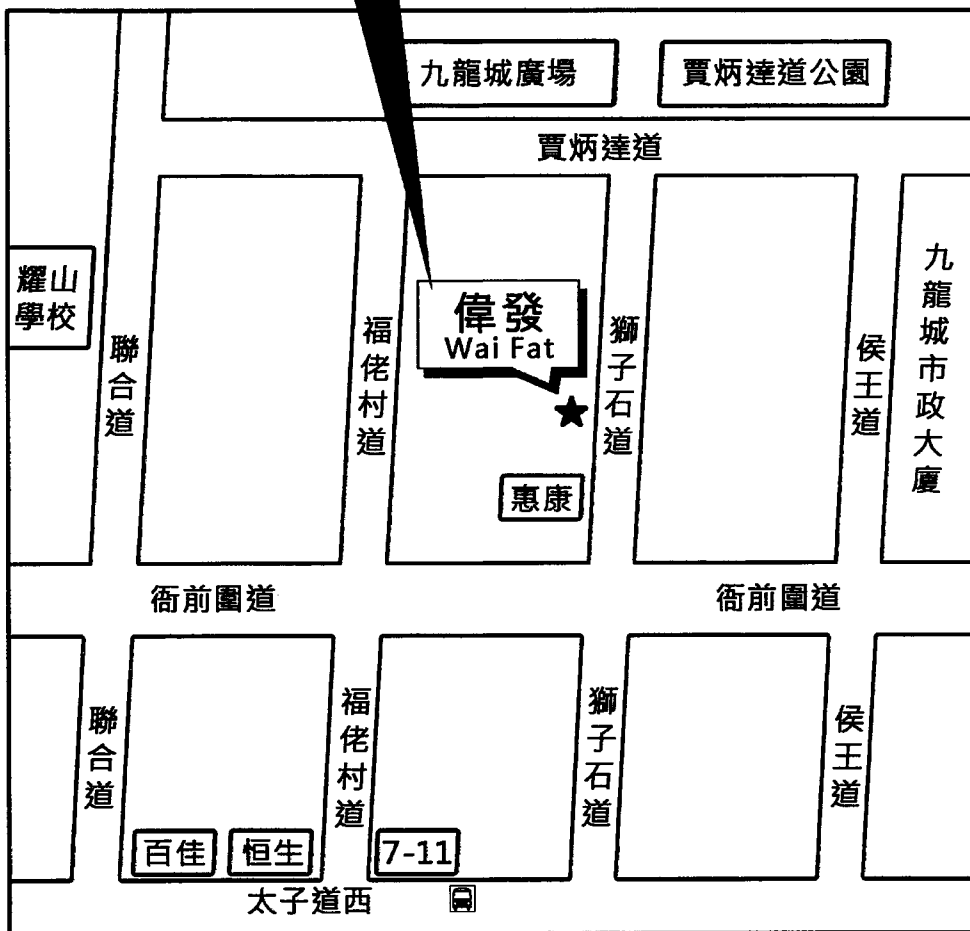 九龍城廣場
賈炳達道公園
賈炳達道
耀山
學校
聯合道
福佬村道
偉發
Wai Fat
獅子石道
侯王道
九龍城市政大廈
惠康
衙前圍道
衙前圍道
聯合道
福佬村道
獅子石道
侯王道
百佳
恒生
7-11
太子道西